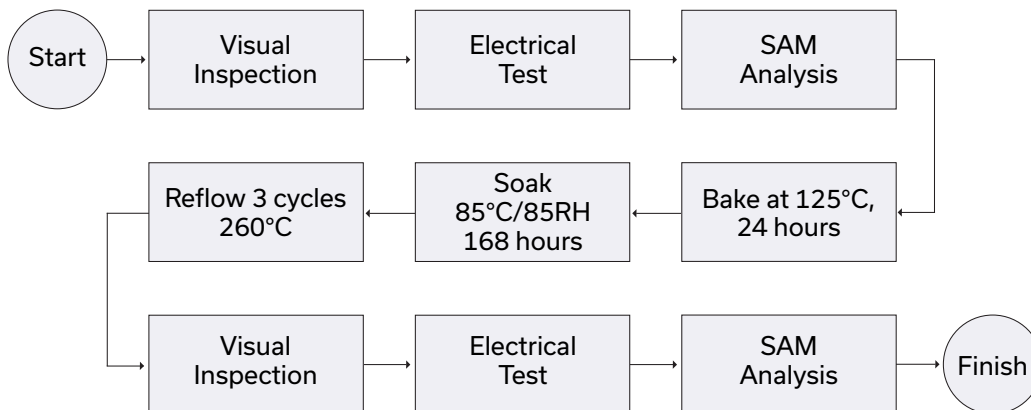 Start
Visual
Inspection
Electrical
Test
SAM
Analysis
Reflow 3 cycles
260°C
Soak
85°C/85RH
168 hours
Bake at 125°C,
24 hours
Visual
Inspection
Electrical
Test
SAM
Analysis
Finish